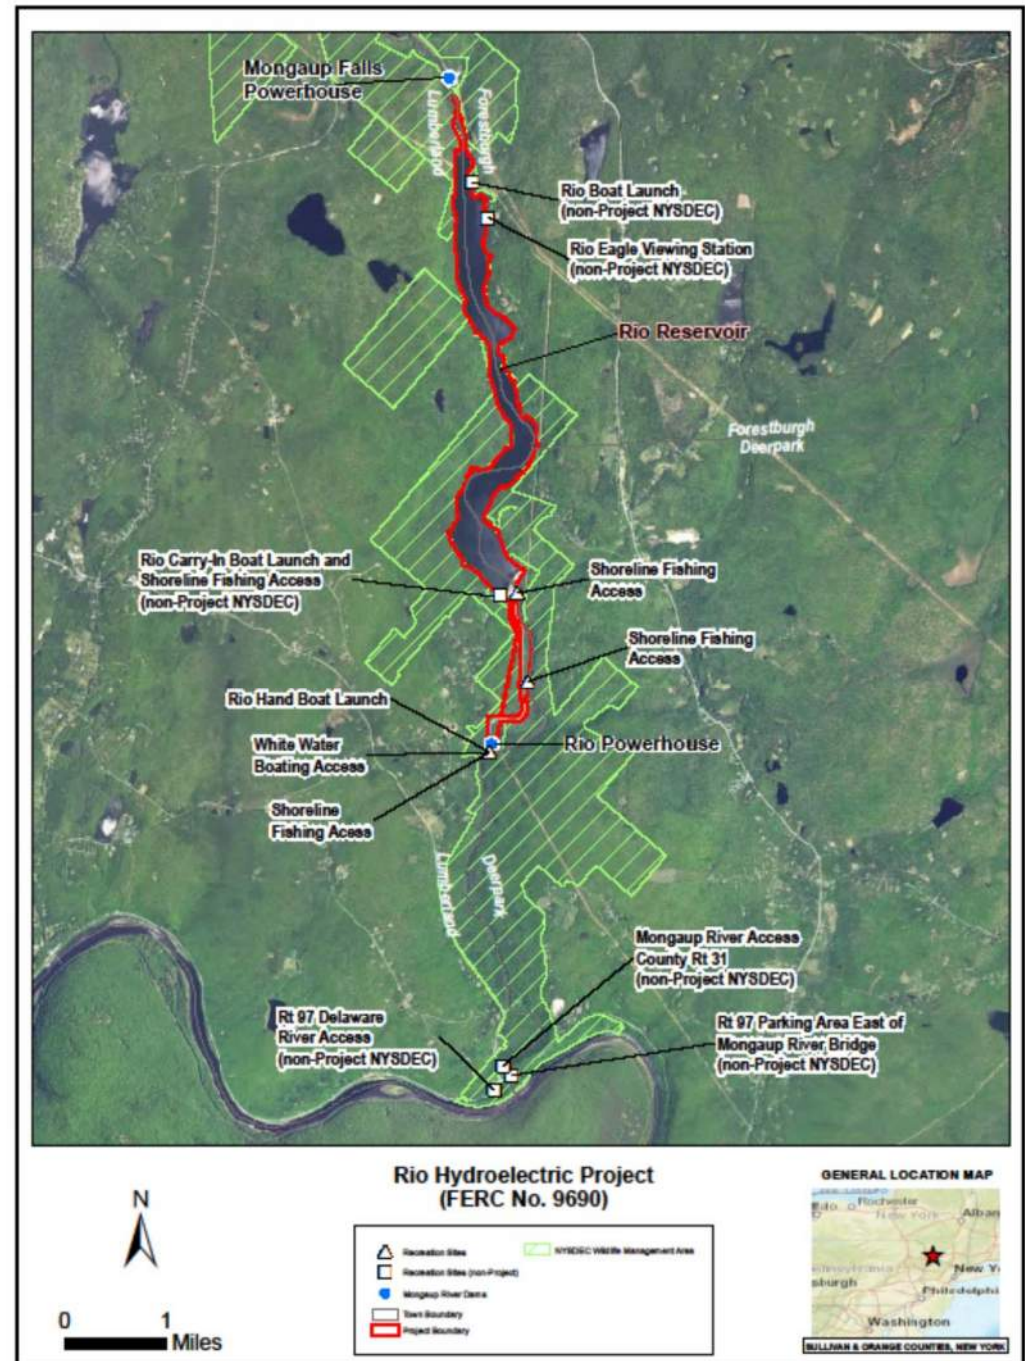 Mongaup Falls
Powerhouse
Lumberland
Forestburgh
Rio Boat Launch
(non-Project NYSDEC)
Rio Eagle Viewing Station
(non-Project NYSDEC)
Rio Reservoir
Forestburgh
Deerpark
Rio Carry-In Boat Launch and
Shoreline Fishing Access
(non-Project NYSDEC)
Shoreline Fishing
Access
Shoreline Fishing
Access
Rio Hand Boat Launch
White Water
Boating Access
Rio Powerhouse
Shoreline
Fishing Acess
Lumberland
Deerpark
Mongaup River Access
County Rt 31
(non-Project NYSDEC)
Rt 97 Delaware
River Access
(non-Project NYSDEC)
Rt 97 Parking Area East of
Mongaup River Bridge
(non-Project NYSDEC)
N
0 1
Miles
Rio Hydroelectric Project
(FERC No. 9690)
Recreation Sites
NYSDEC Wildlife Management Area
Recreation Sites (non-Project)
Mongaup River Dams
Town Boundary
Project Boundary
GENERAL LOCATION MAP
Rochester
New York
Alban
sburgh
New Y
Philadelphi
Washington
SULLIVAN & ORANGE COUNTIES, NEW YORK